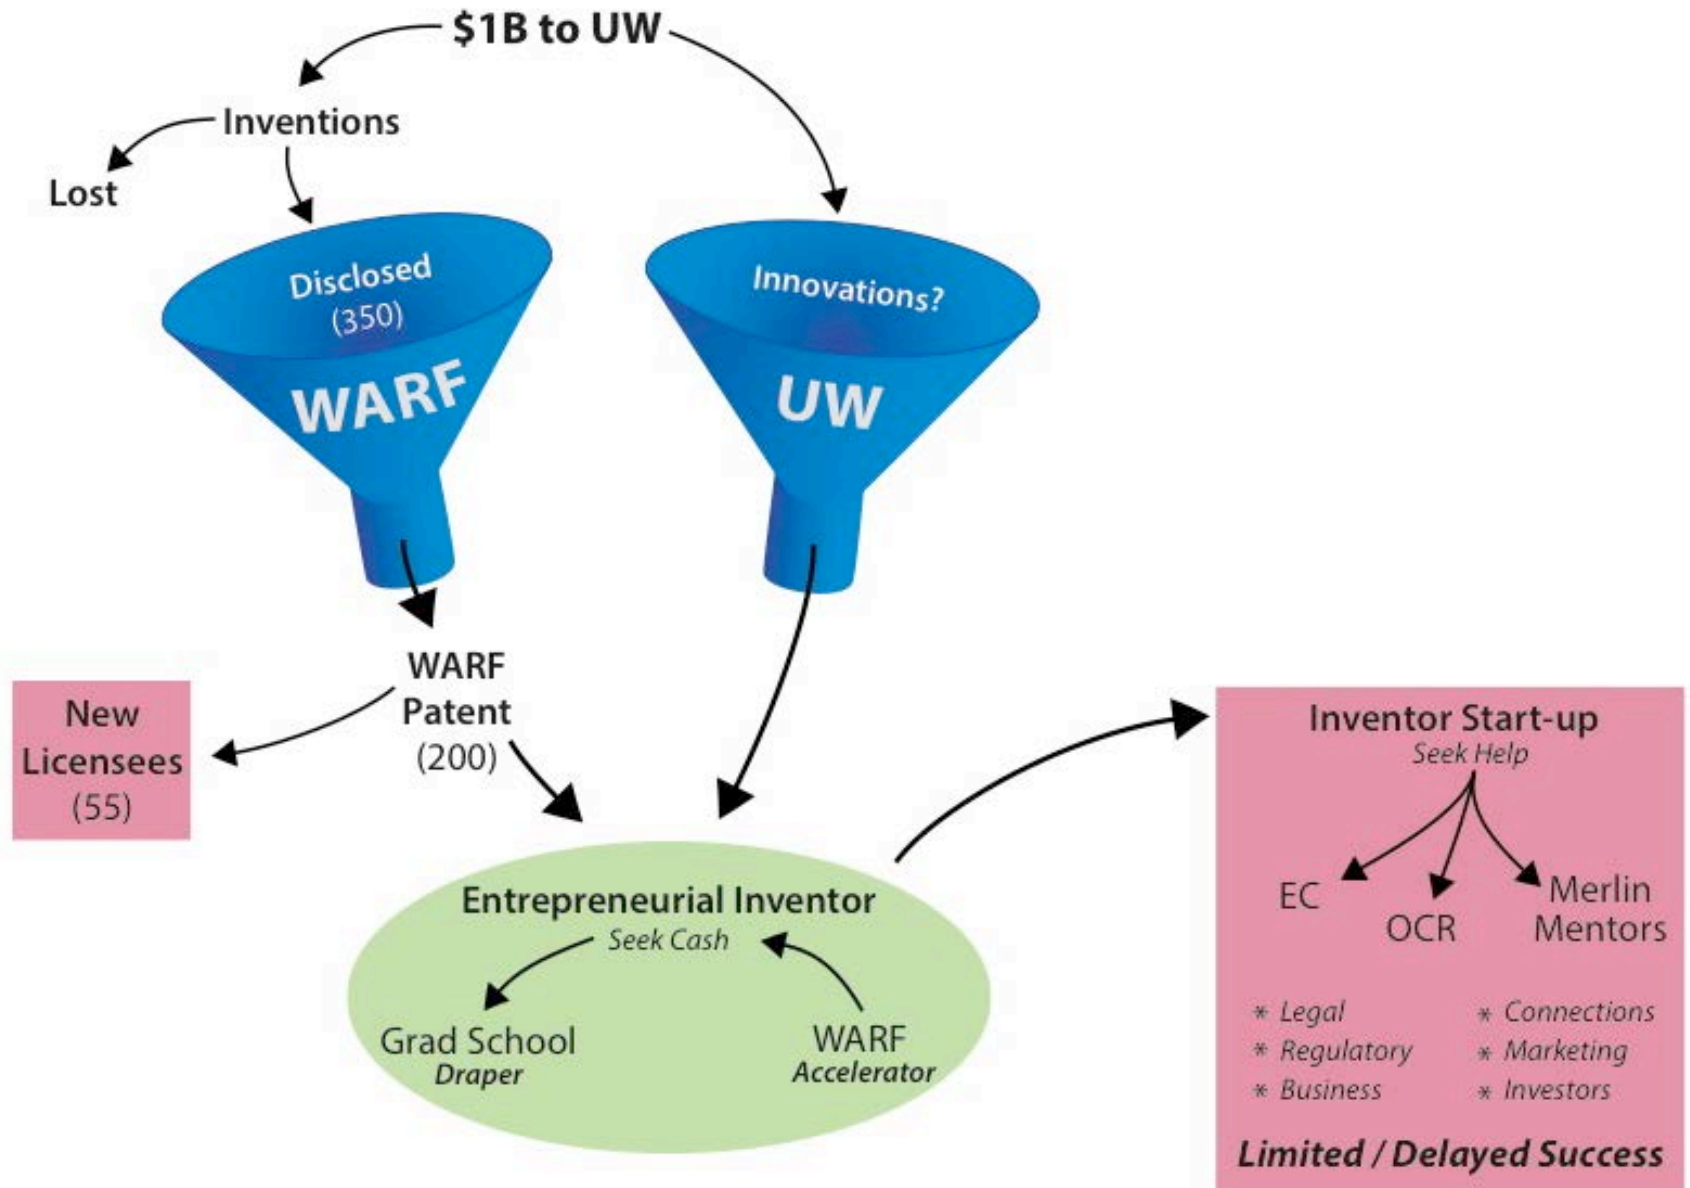 $1B to UW
Inventions
Lost
Disclosed
(350)
WARF
Innovations?
UW
WARF
Patent
(200)
New
Licensees
(55)
Entrepreneurial Inventor
Seek Cash
Grad School
Draper
WARF
Accelerator
Inventor Start-up
Seek Help
EC
OCR
Merlin
Mentors
* Legal
* Regulatory
* Business
* Connections
* Marketing
* Investors
Limited / Delayed Success